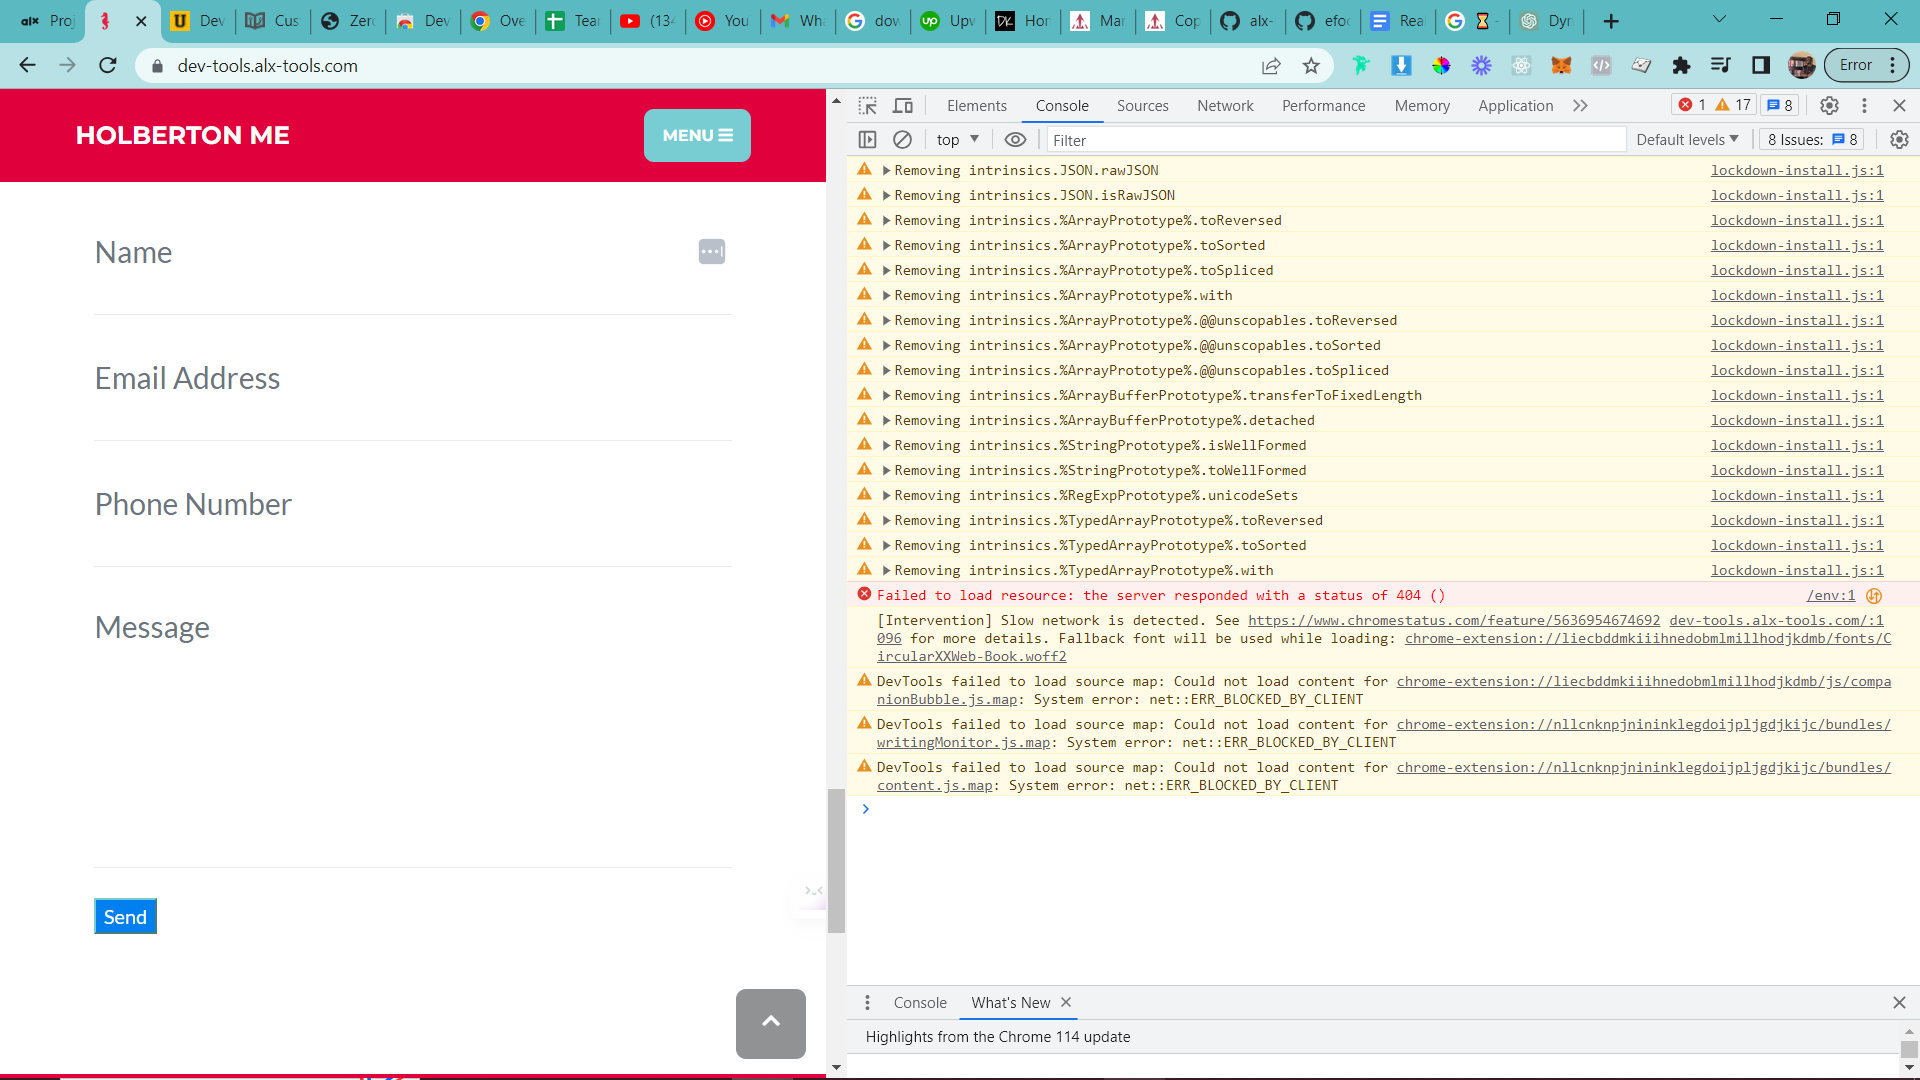 alx Proj
Dev
Cus
Zero
Dev
Ove
Tear
(134
You
Wha
dow
up Upw
DK Hor
Mar
Cop
alx-
efoc
Rea
Dyn
dev-tools.alx-tools.com
Error
HOLBERTON ME
MENU
Name
Email Address
Phone Number
Message
Send
Elements Console Sources Network Performance Memory Application 1 17 8
top Filter Default levels 8 Issues: 8
Removing intrinsics.JSON.rawJSON lockdown-install.js:1
Removing intrinsics.JSON.isRawJSON lockdown-install.js:1
Removing intrinsics.%ArrayPrototype%.toReversed lockdown-install.js:1
Removing intrinsics.%ArrayPrototype%.toSorted lockdown-install.js:1
Removing intrinsics.%ArrayPrototype%.toSpliced lockdown-install.js:1
Removing intrinsics.%ArrayPrototype%.with lockdown-install.js:1
Removing intrinsics.%ArrayPrototype%.@@unscopables.toReversed lockdown-install.js:1
Removing intrinsics.%ArrayPrototype%.@@unscopables.toSorted lockdown-install.js:1
Removing intrinsics.%ArrayPrototype%.@@unscopables.toSpliced lockdown-install.js:1
Removing intrinsics.%ArrayBufferPrototype%.transferToFixedLength lockdown-install.js:1
Removing intrinsics.%ArrayBufferPrototype%.detached lockdown-install.js:1
Removing intrinsics.%StringPrototype%.isWellFormed lockdown-install.js:1
Removing intrinsics.%StringPrototype%.toWellFormed lockdown-install.js:1
Removing intrinsics.%RegExpPrototype%.unicodeSets lockdown-install.js:1
Removing intrinsics.%TypedArrayPrototype%.toReversed lockdown-install.js:1
Removing intrinsics.%TypedArrayPrototype%.toSorted lockdown-install.js:1
Removing intrinsics.%TypedArrayPrototype%.with lockdown-install.js:1
Failed to load resource: the server responded with a status of 404 () /env:1
[Intervention] Slow network is detected. See https://www.chromestatus.com/feature/5636954674692 dev-tools.alx-tools.com/:1
096 for more details. Fallback font will be used while loading: chrome-extension://liecbddmkiiihnedobmlmillhodjkdmb/fonts/C
ircularXXWeb-Book.woff2
DevTools failed to load source map: Could not load content for chrome-extension://liecbddmkiiihnedobmlmillhodjkdmb/js/compa
nionBubble.js.map: System error: net::ERR_BLOCKED_BY_CLIENT
DevTools failed to load source map: Could not load content for chrome-extension://nllcnknpjnininklegdoijpljgdjkijc/bundles/
writingMonitor.js.map: System error: net::ERR_BLOCKED_BY_CLIENT
DevTools failed to load source map: Could not load content for chrome-extension://nllcnknpjnininklegdoijpljgdjkijc/bundles/
content.js.map: System error: net::ERR_BLOCKED_BY_CLIENT
Console What's New
Highlights from the Chrome 114 update